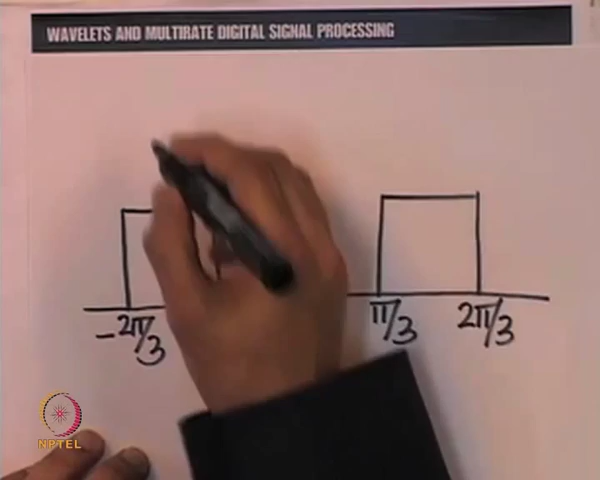 WAVELETS AND MULTIRATE DIGITAL SIGNAL PROCESSING
-2π/3 π/3 2π/3
NPTEL